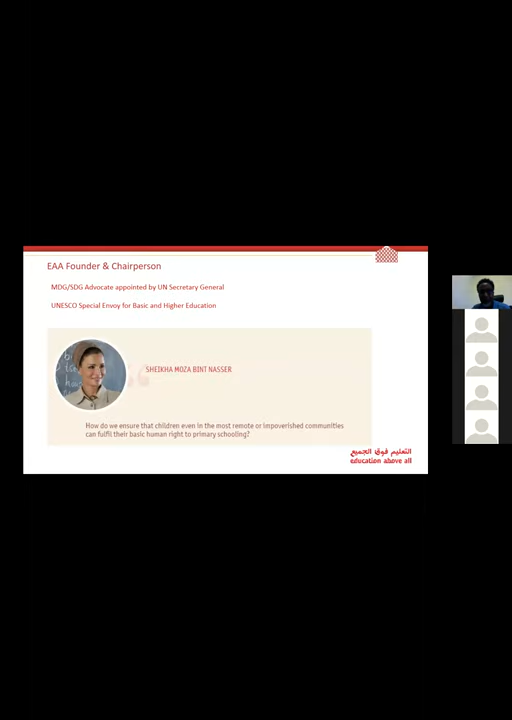 EAA Founder & Chairperson
MDG/SDG Advocate appointed by UN Secretary General
UNESCO Special Envoy for Basic and Higher Education
SHEIKHA MOZA BINT NASSER
How do we ensure that children even in the most remote or impoverished communities
can fulfil their basic human right to primary schooling?
التعليم فوق الجميع
education above all